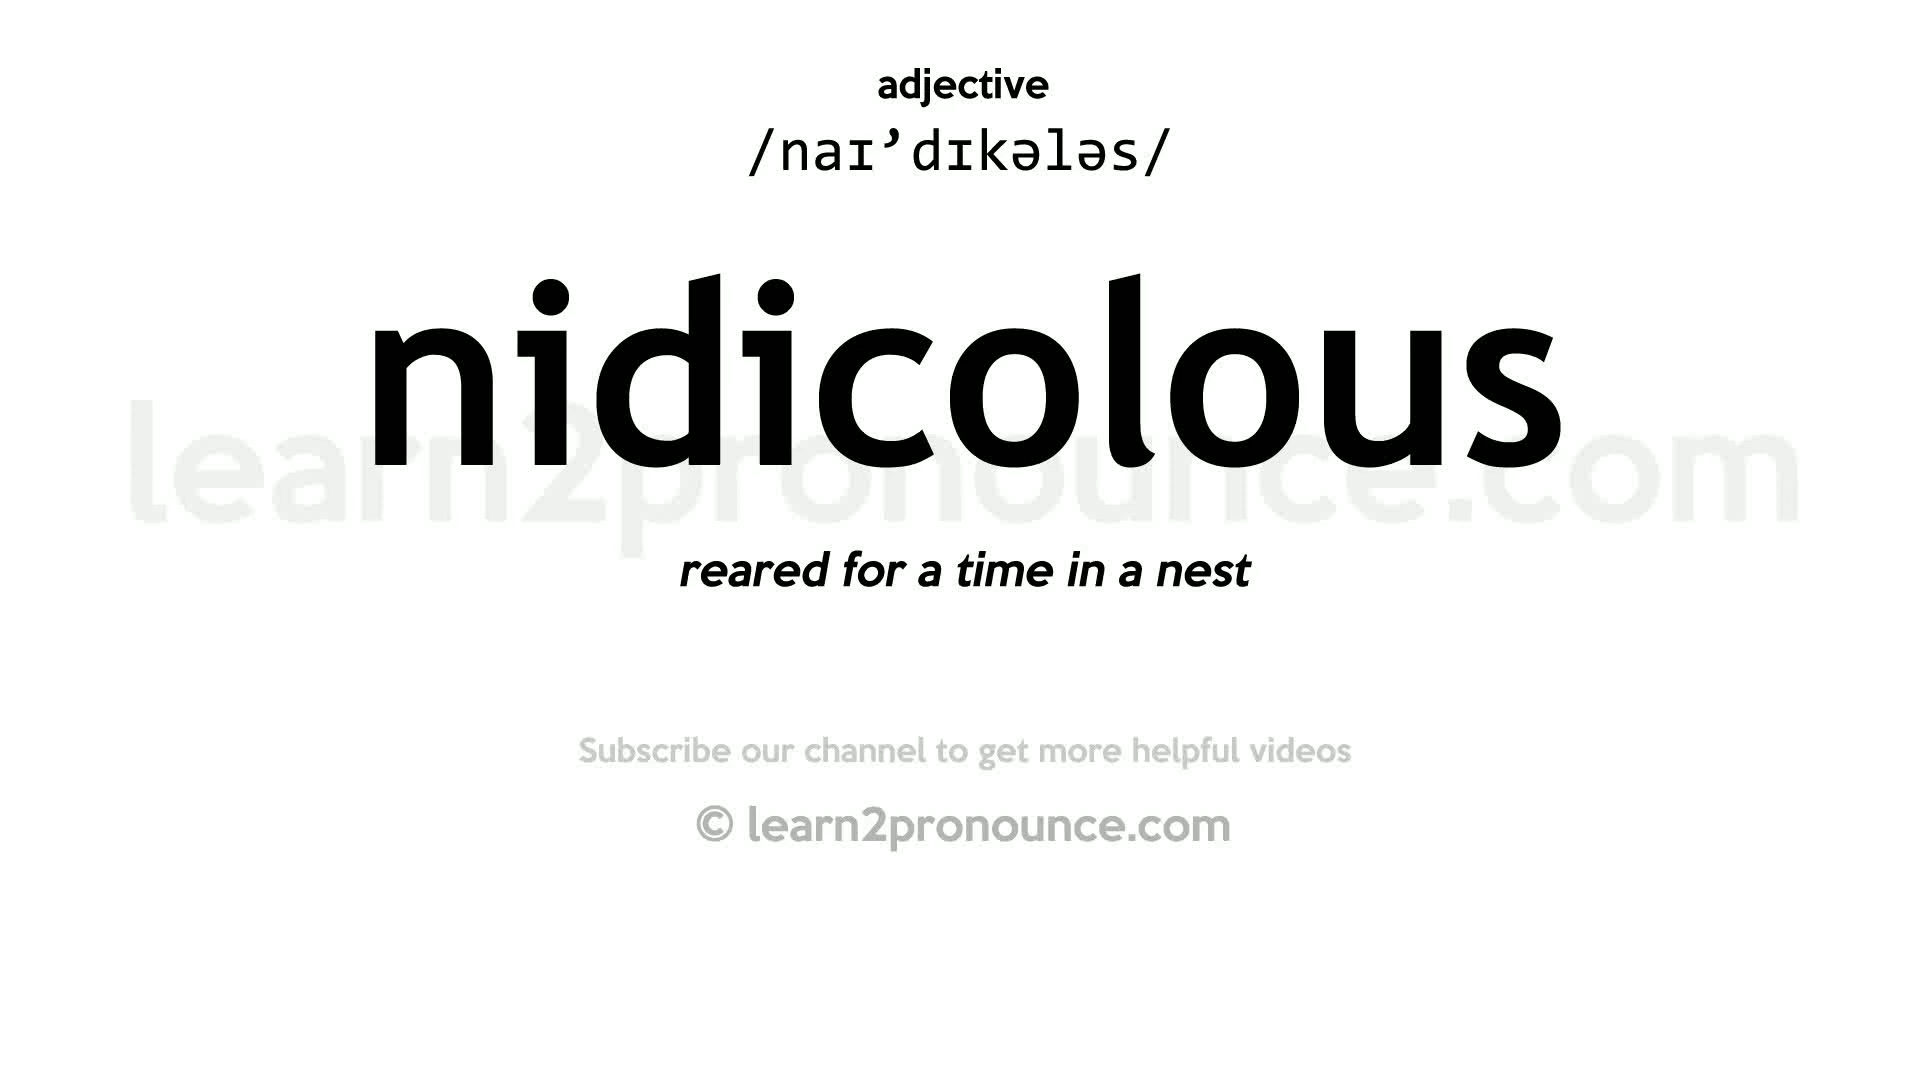 adjective
/naɪ’dɪkələs/
nidicolous
learn2pronounce.com
reared for a time in a nest
Subscribe our channel to get more helpful videos
© learn2pronounce.com